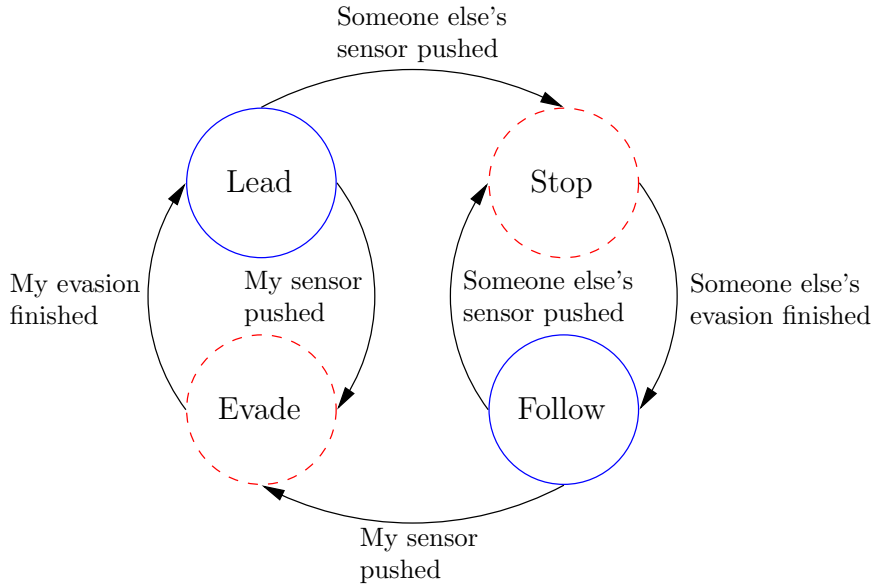 Someone else's
sensor pushed
Lead
Stop
My evasion
finished
My sensor
pushed
Someone else's
sensor pushed
Someone else's
evasion finished
Evade
Follow
My sensor
pushed